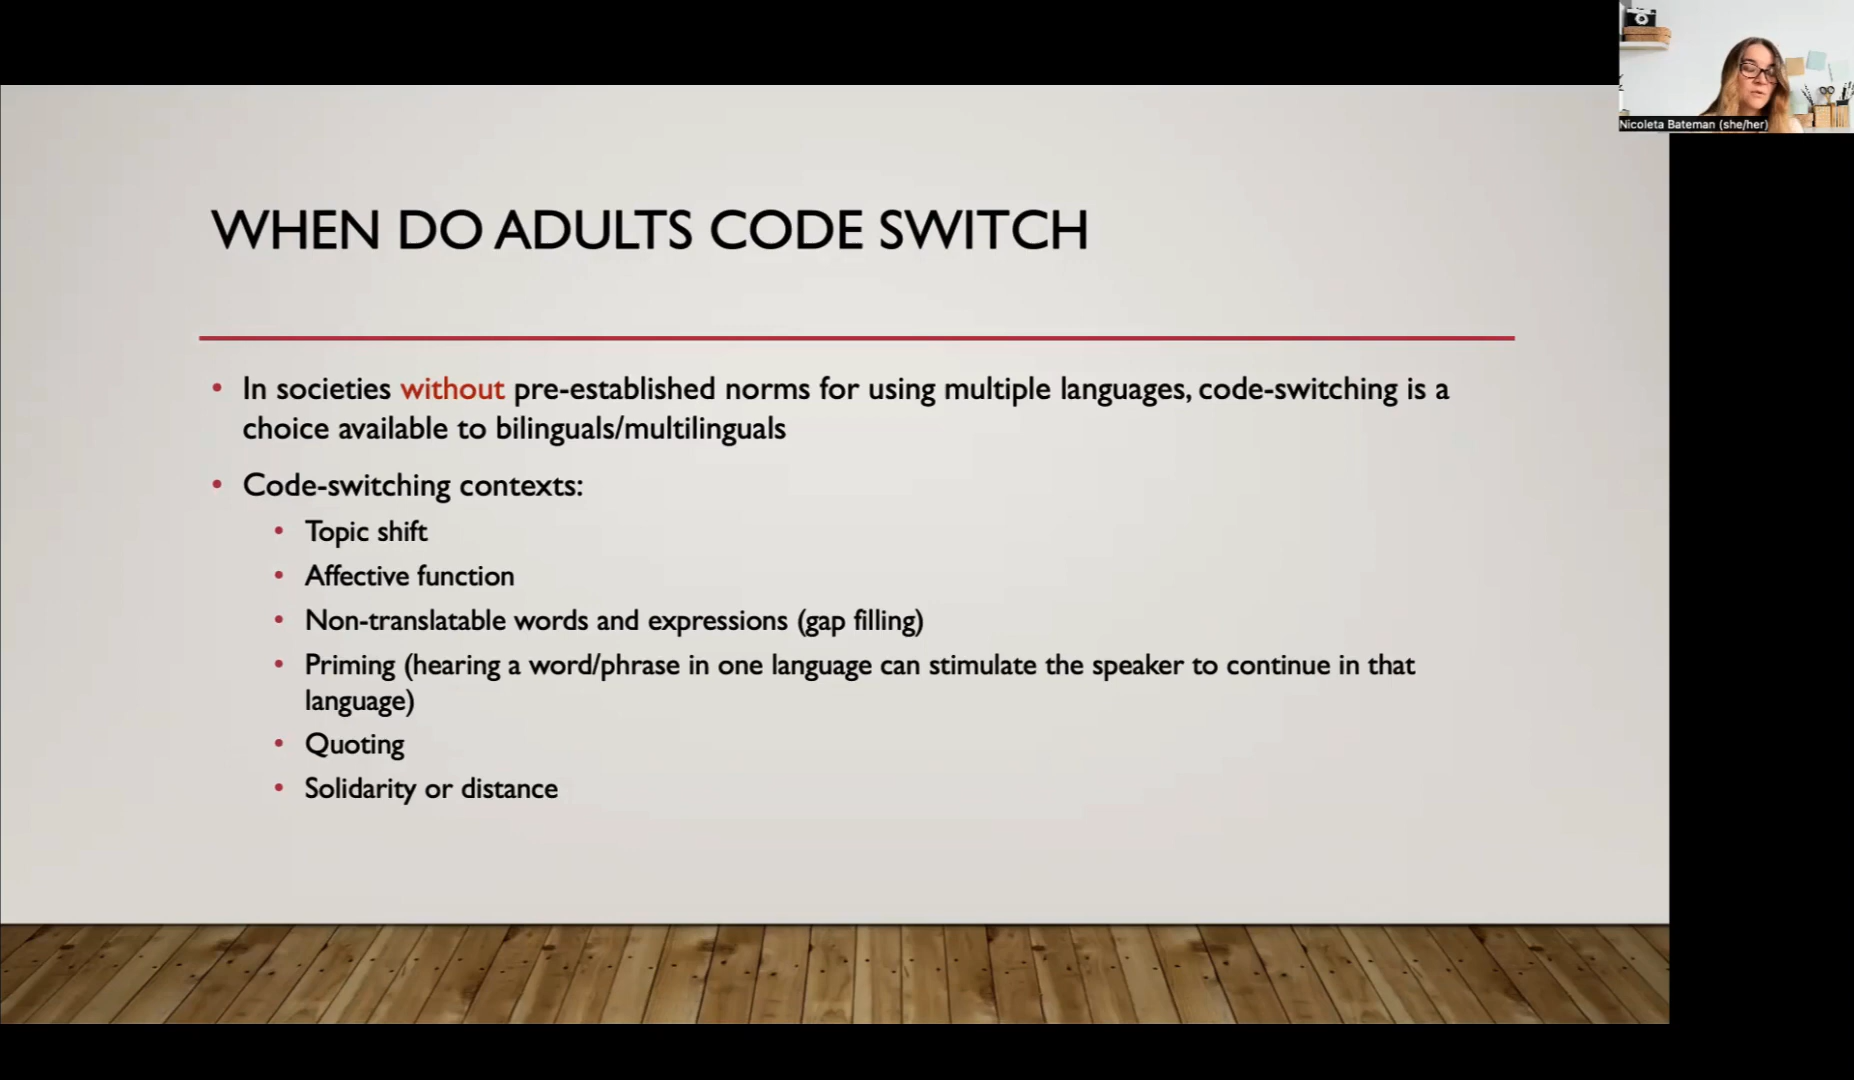 Nicoleta Bateman (she/her)
WHEN DO ADULTS CODE SWITCH
• In societies without pre-established norms for using multiple languages, code-switching is a
choice available to bilinguals/multilinguals
• Code-switching contexts:
• Topic shift
• Affective function
• Non-translatable words and expressions (gap filling)
• Priming (hearing a word/phrase in one language can stimulate the speaker to continue in that
language)
• Quoting
• Solidarity or distance